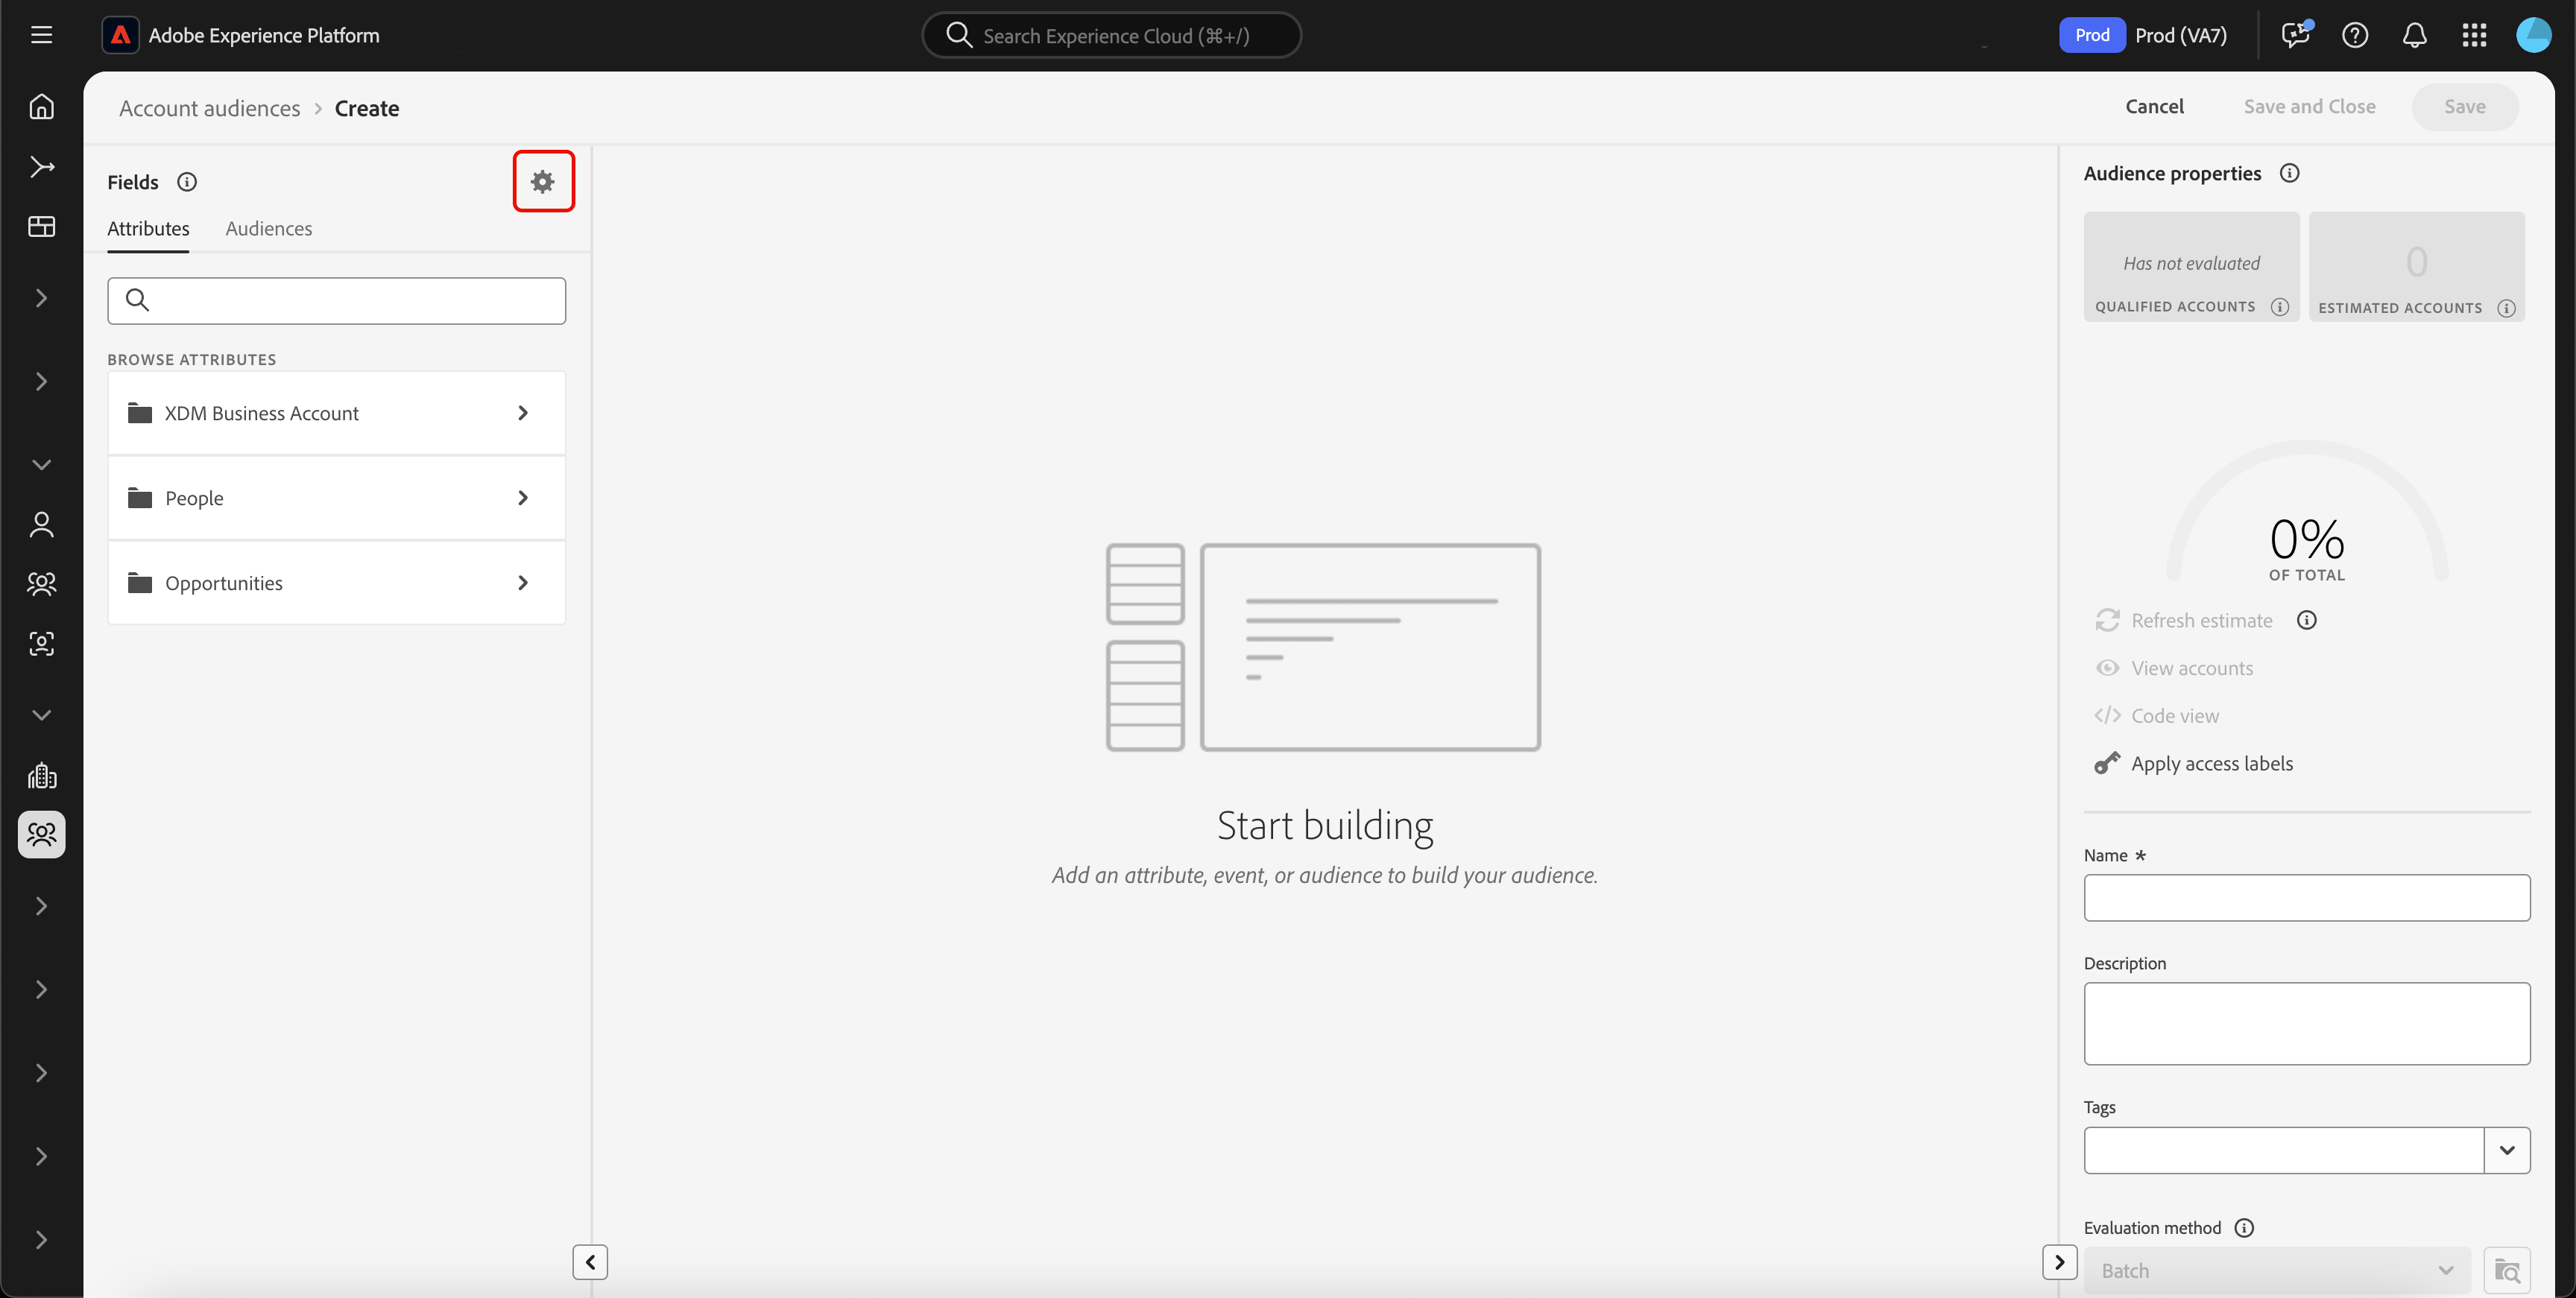 Adobe Experience Platform
Search Experience Cloud (⌘+/)
Prod
Prod (VA7)
Account audiences > Create
Cancel
Save and Close
Save
Fields
Attributes
Audiences
BROWSE ATTRIBUTES
XDM Business Account
People
Opportunities
Start building
Add an attribute, event, or audience to build your audience.
Audience properties
Has not evaluated
QUALIFIED ACCOUNTS
0
ESTIMATED ACCOUNTS
0%
OF TOTAL
Refresh estimate
View accounts
Code view
Apply access labels
Name *
Description
Tags
Evaluation method
Batch